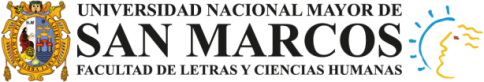 UNIVERSIDAD NACIONAL MAYOR DE
SAN MARCOS
FACULTAD DE LETRAS Y CIENCIAS HUMANAS